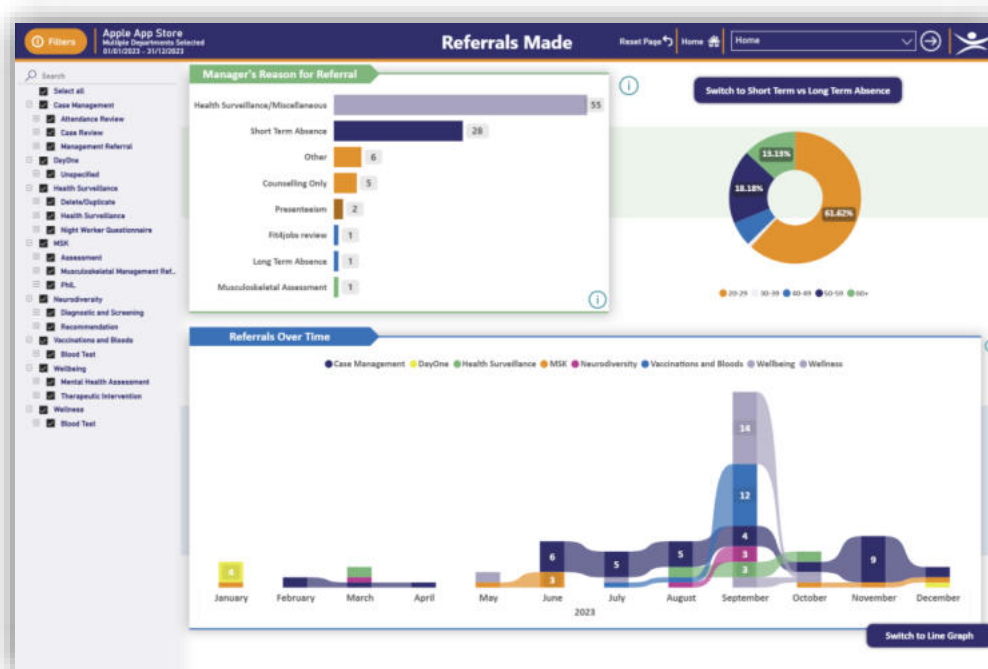 Filters
Apple App Store
Multiple Departments Selected
01/01/2023 - 31/12/2023
Referrals Made
Reset Page
Home
Home
Search
Select all
Case Management
Attendance Review
Case Review
Management Referral
DayOne
Unspecified
Health Surveillance
Delete/Duplicate
Health Surveillance
Night Worker Questionnaire
MSK
Assessment
Musculoskeletal Management Ref..
PhIL
Neurodiversity
Diagnostic and Screening
Recommendation
Vaccinations and Bloods
Blood Test
Wellbeing
Mental Health Assessment
Therapeutic Intervention
Wellness
Blood Test
Manager's Reason for Referral
Health Surveillance/Miscellaneous 55
Short Term Absence 28
Other 6
Counselling Only 5
Presenteeism 2
Fit4jobs review 1
Long Term Absence 1
Musculoskeletal Assessment 1
Switch to Short Term vs Long Term Absence
13.13%
18.18%
61.62%
20-29 30-39 40-49 50-59 60+
Referrals Over Time
Case Management DayOne Health Surveillance MSK Neurodiversity Vaccinations and Bloods Wellbeing Wellness
14
12
6 5 5 4 9
4 3 3
3
January February March April May June July August September October November December
2023
Switch to Line Graph